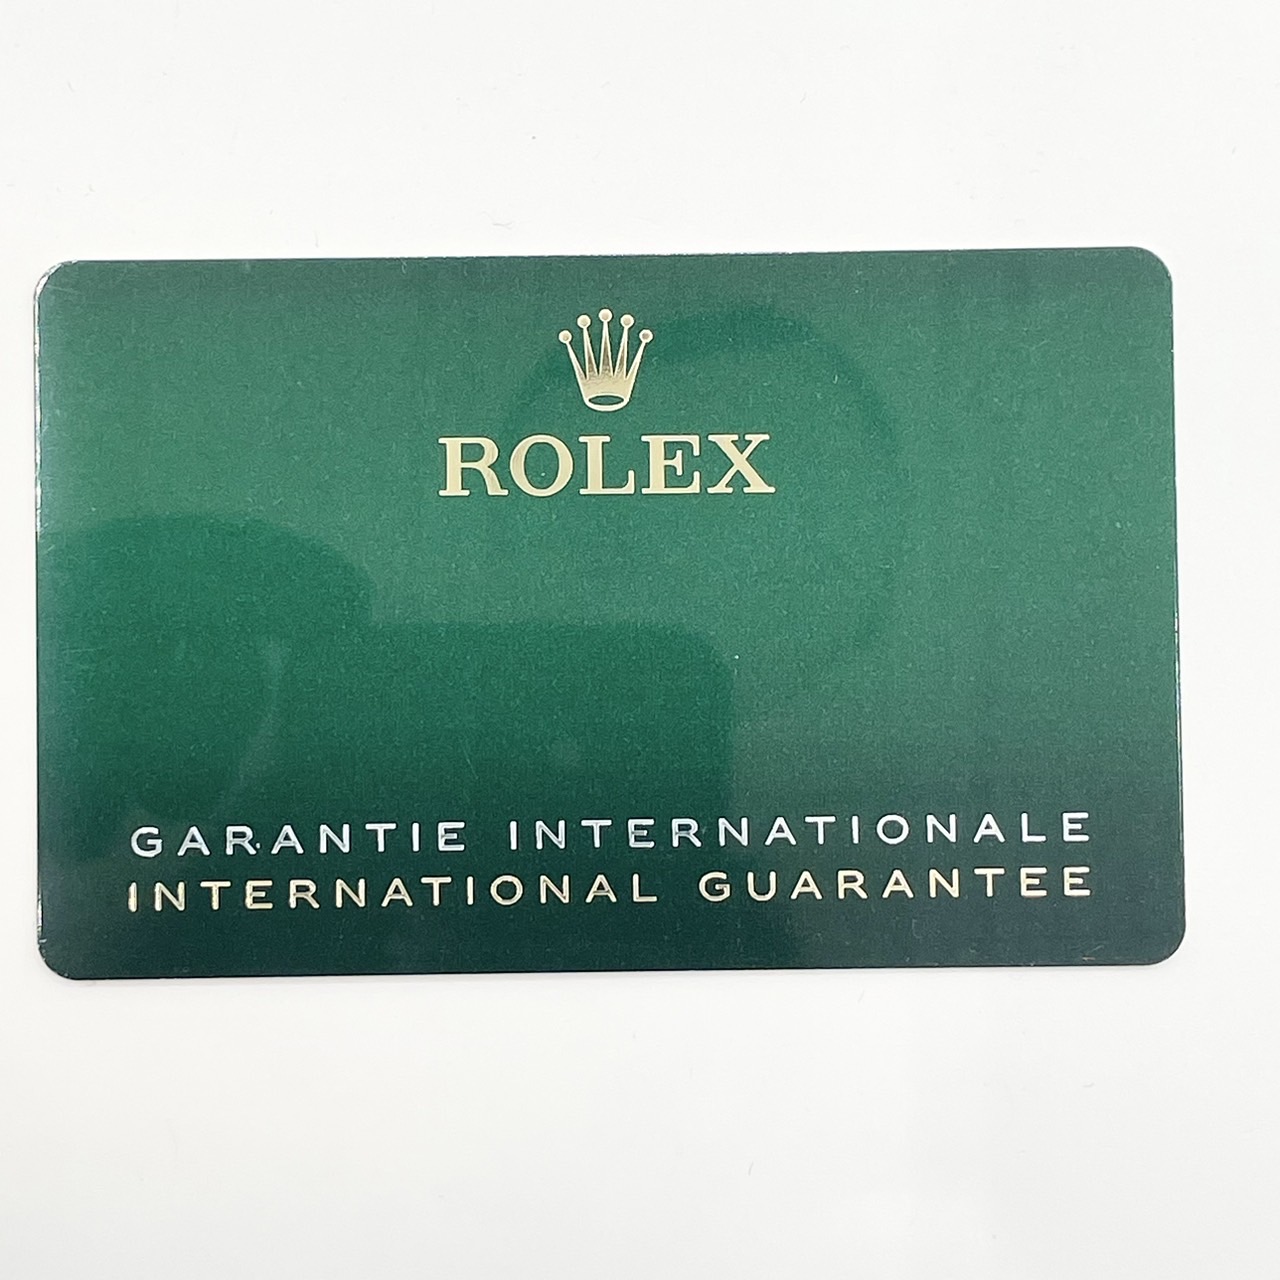 ROLEX
GARANTIE INTERNATIONALE
INTERNATIONAL GUARANTEE